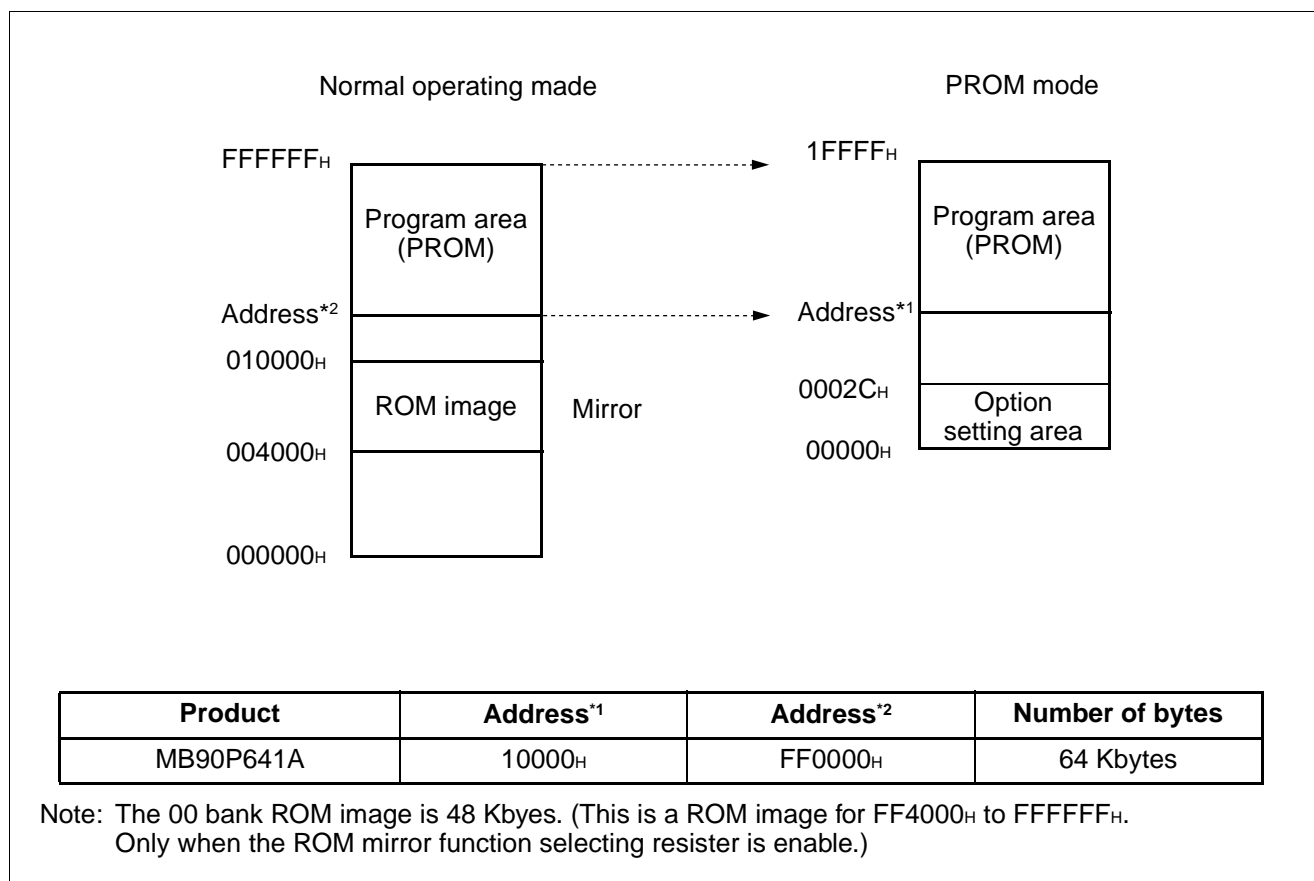 Normal operating made
PROM mode
FFFFFFH
1FFFFH
Program area
(PROM)
Program area
(PROM)
Address*2
Address*1
010000H
0002CH
ROM image
Mirror
Option
setting area
004000H
00000H
000000H
Product Address*1 Address*2 Number of bytes
MB90P641A 10000H FF0000H 64 Kbytes
Note: The 00 bank ROM image is 48 Kbyes. (This is a ROM image for FF4000H to FFFFFFH.
Only when the ROM mirror function selecting resister is enable.)